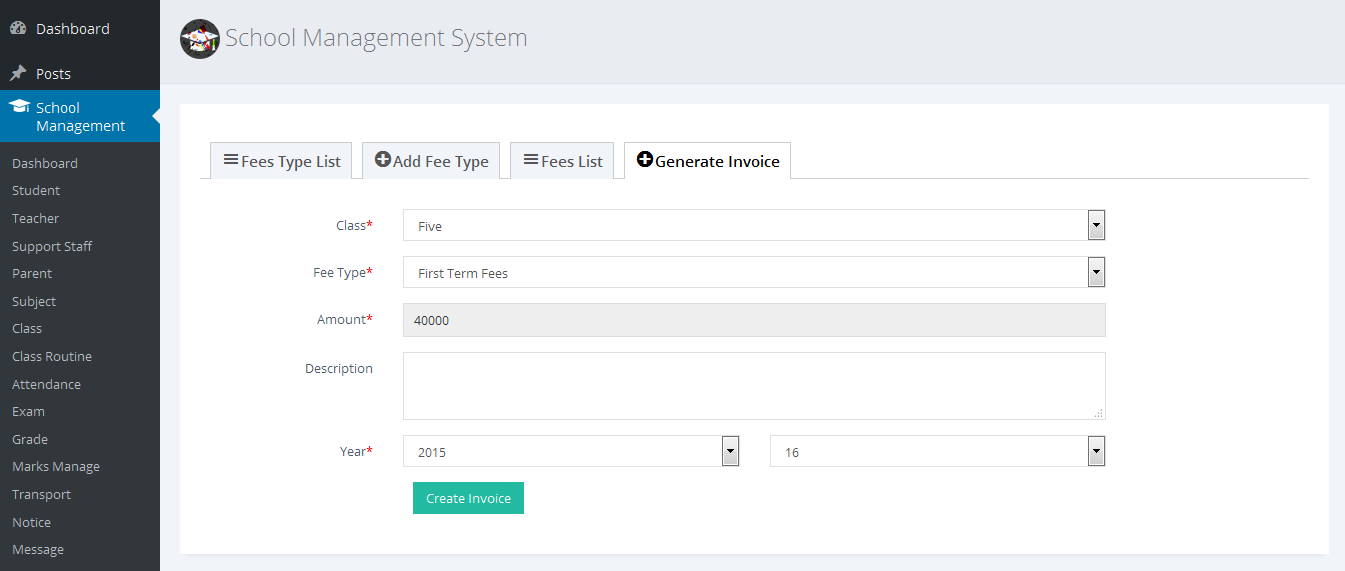 Dashboard
Posts
School
Management
Dashboard
Student
Teacher
Support Staff
Parent
Subject
Class
Class Routine
Attendance
Exam
Grade
Marks Manage
Transport
Notice
Message
School Management System
Fees Type List
Add Fee Type
Fees List
Generate Invoice
Class*
Five
Fee Type*
First Term Fees
Amount*
40000
Description
Year*
2015
16
Create Invoice